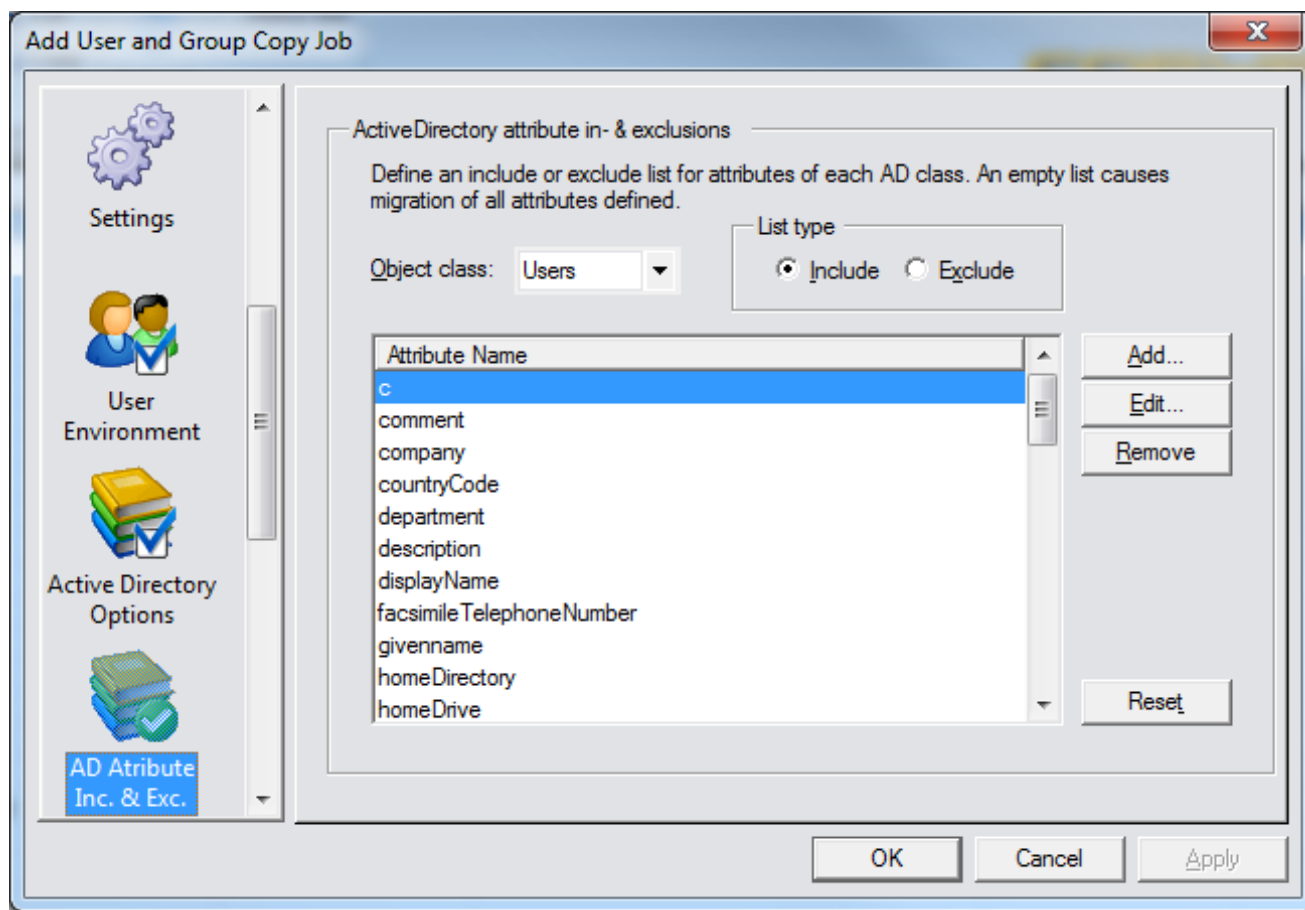 Add User and Group Copy Job
Settings
User
Environment
Active Directory
Options
AD Atribute
Inc. & Exc.
ActiveDirectory attribute in- & exclusions
Define an include or exclude list for attributes of each AD class. An empty list causes
migration of all attributes defined.
Object class:
Users
List type
Include
Exclude
Attribute Name
c
comment
company
countryCode
department
description
displayName
facsimileTelephoneNumber
givenname
homeDirectory
homeDrive
Add...
Edit...
Remove
Reset
OK
Cancel
Apply